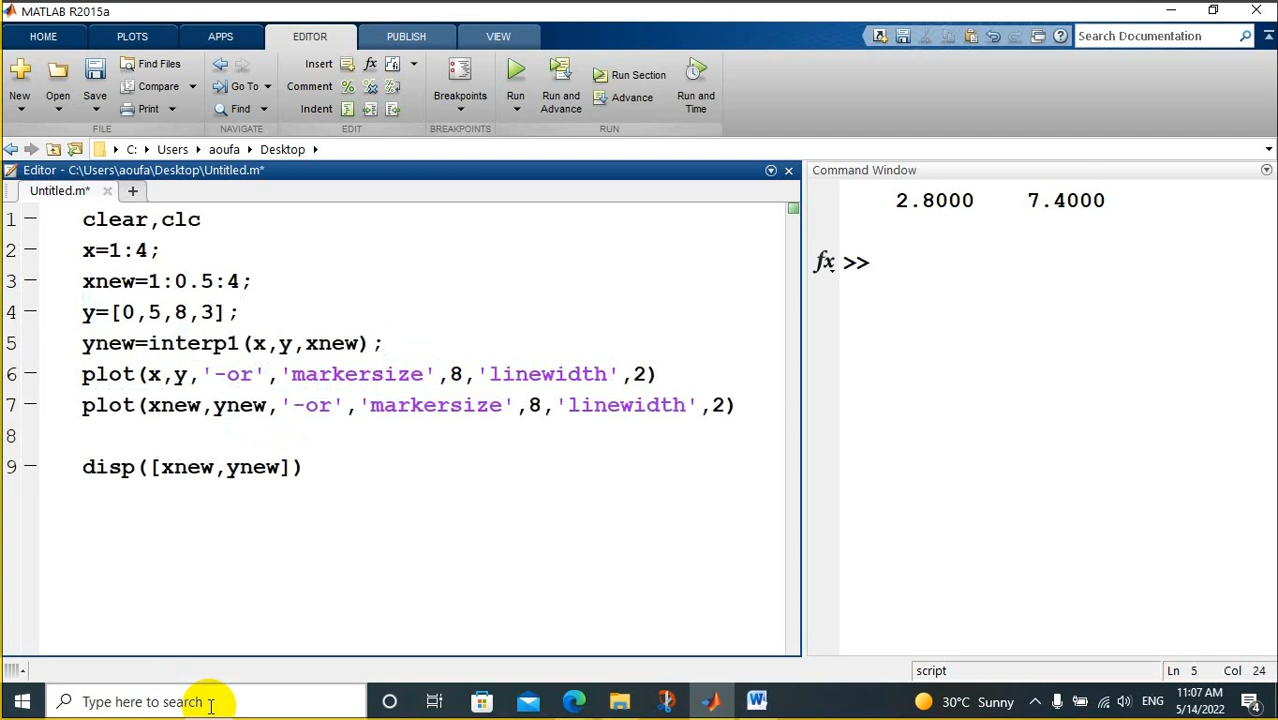 MATLAB R2015a
HOME PLOTS APPS EDITOR PUBLISH VIEW Search Documentation
New Open Save Find Files Compare Print Go To Find Insert Comment Indent fx Breakpoints Run Run and Advance Run Section Advance Run and Time
FILE NAVIGATE EDIT BREAKPOINTS RUN
C: Users aoufa Desktop
Editor - C:\Users\aoufa\Desktop\Untitled.m*
Untitled.m*
1 clear,clc
2 x=1:4;
3 xnew=1:0.5:4;
4 y=[0,5,8,3];
5 ynew=interp1(x,y,xnew);
6 plot(x,y,'-or','markersize',8,'linewidth',2)
7 plot(xnew,ynew,'-or','markersize',8,'linewidth',2)
8
9 disp([xnew,ynew])
Command Window
2.8000 7.4000
fx >>
script Ln 5 Col 24
Type here to search
30°C Sunny ENG 11:07 AM
5/14/2022 4